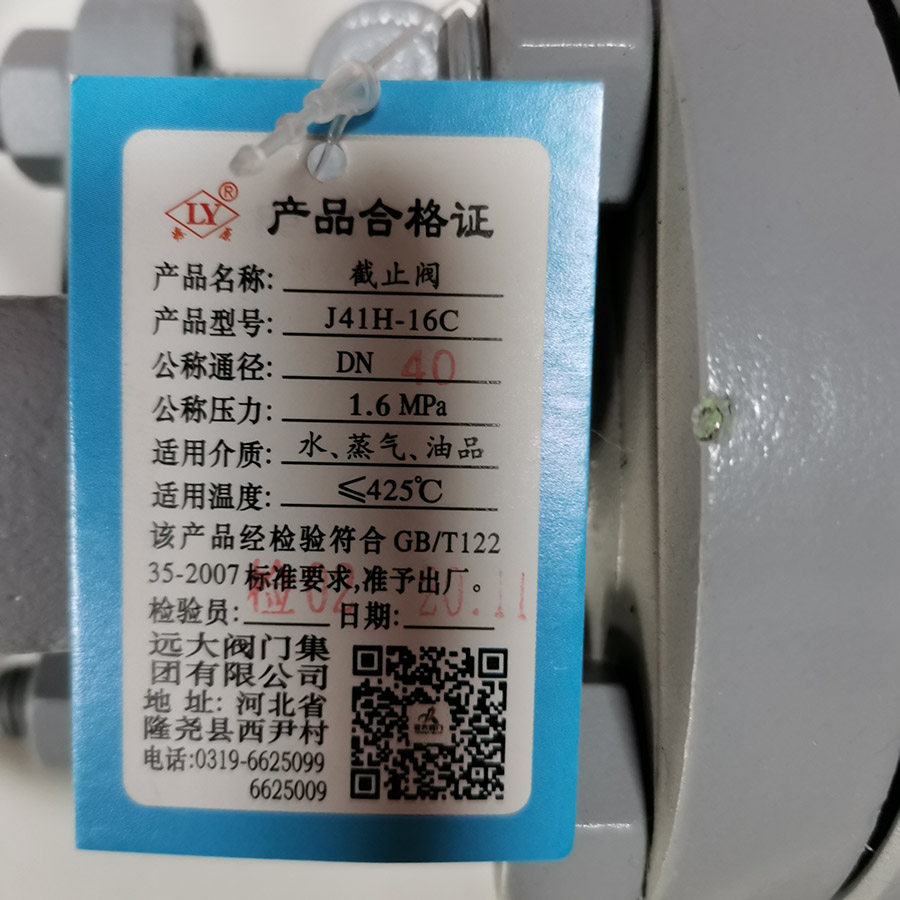 LY®
产品合格证
产品名称: 截止阀
产品型号: J41H-16C
公称通径: DN 40
公称压力: 1.6 MPa
适用介质: 水、蒸气、油品
适用温度: ≤425℃
该产品经检验符合 GB/T122
35-2007 标准要求,准予出厂。
检验员: 检02 日期: 20.11
远大阀门集
团有限公司
地 址: 河北省
隆尧县西尹村
电话:0319-6625099
6625009